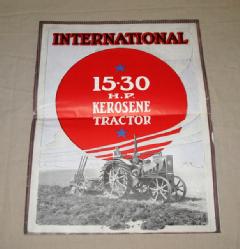 INTERNATIONAL
15-30
H.P.
KEROSENE
TRACTOR